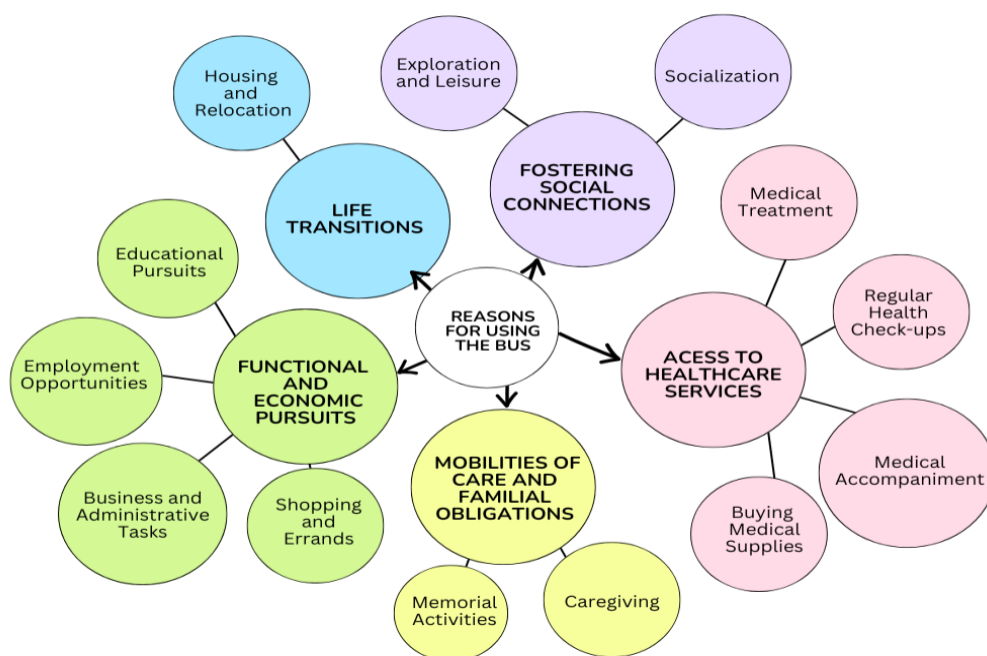 Housing
and
Relocation
LIFE
TRANSITIONS
Exploration
and Leisure
Socialization
FOSTERING
SOCIAL
CONNECTIONS
Medical
Treatment
Regular
Health
Check-ups
ACESS TO
HEALTHCARE
SERVICES
Medical
Accompaniment
Buying
Medical
Supplies
REASONS
FOR USING
THE BUS
Educational
Pursuits
Employment
Opportunities
FUNCTIONAL
AND
ECONOMIC
PURSUITS
Business and
Administrative
Tasks
Shopping
and
Errands
MOBILITIES OF
CARE AND
FAMILIAL
OBLIGATIONS
Memorial
Activities
Caregiving